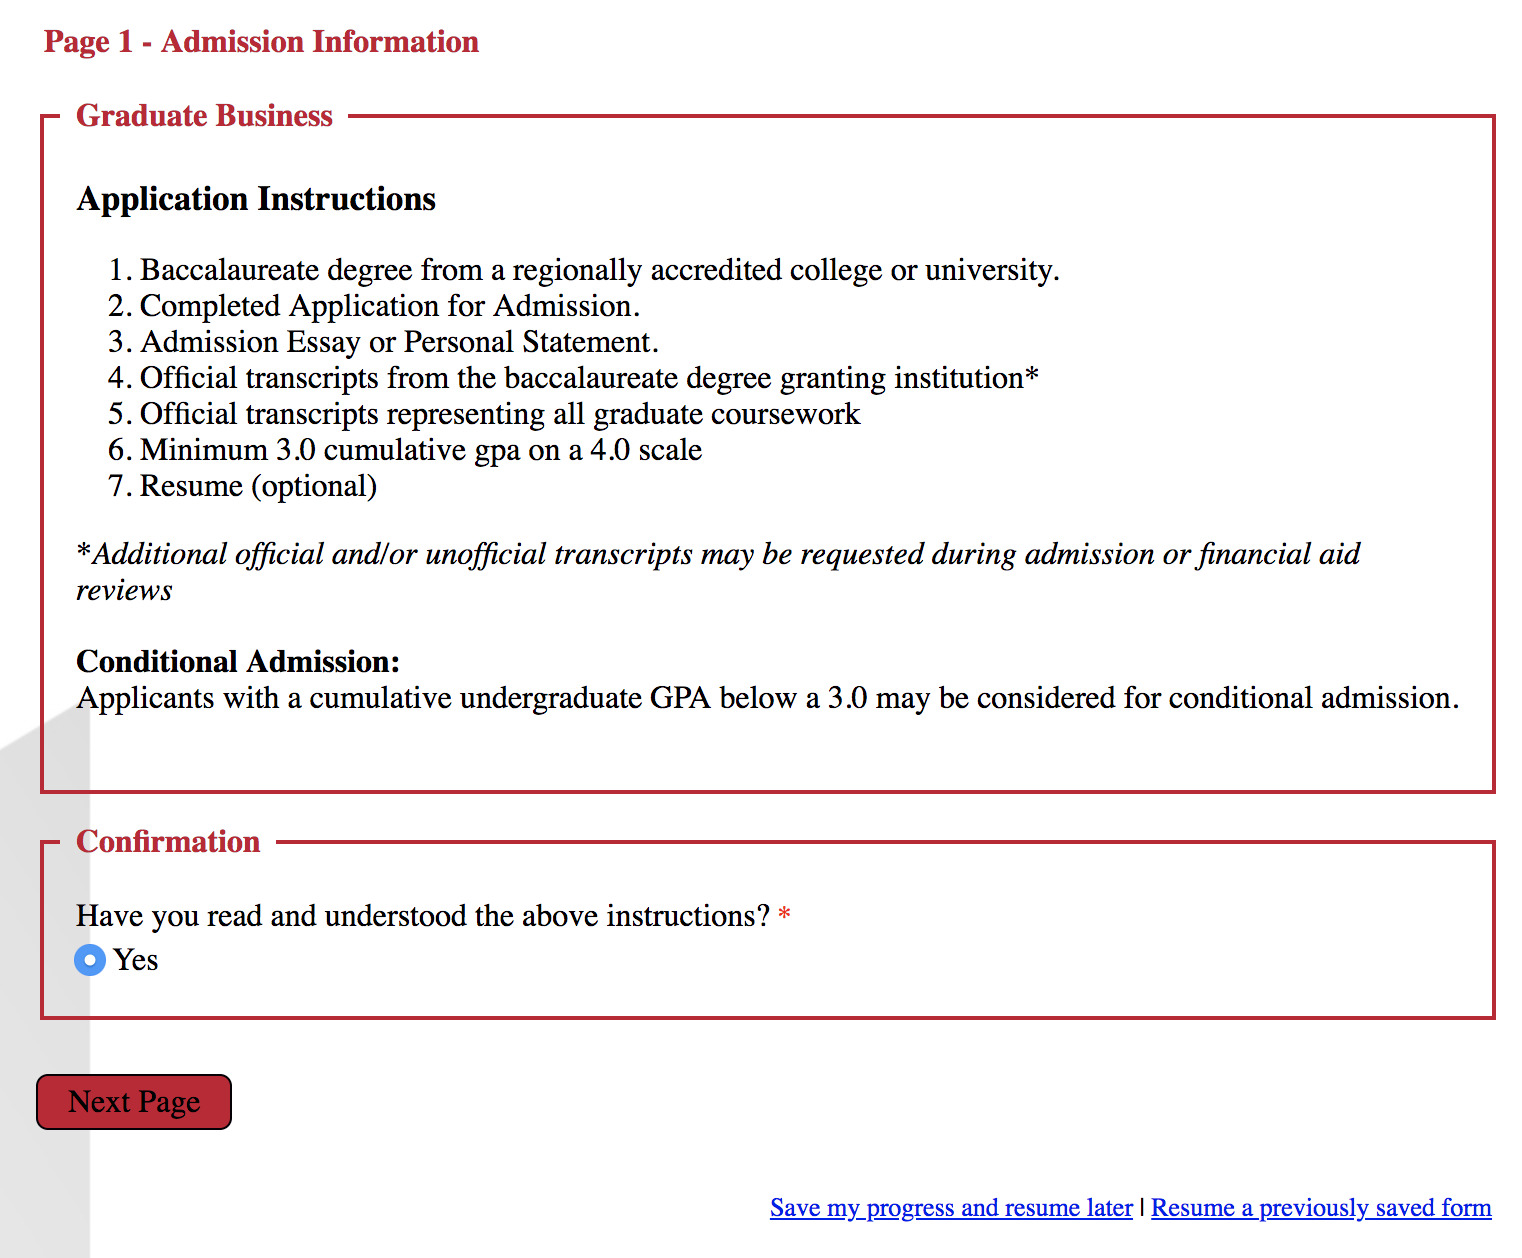 Page 1 - Admission Information
Graduate Business
Application Instructions
1. Baccalaureate degree from a regionally accredited college or university.
2. Completed Application for Admission.
3. Admission Essay or Personal Statement.
4. Official transcripts from the baccalaureate degree granting institution*
5. Official transcripts representing all graduate coursework
6. Minimum 3.0 cumulative gpa on a 4.0 scale
7. Resume (optional)
*Additional official and/or unofficial transcripts may be requested during admission or financial aid
reviews
Conditional Admission:
Applicants with a cumulative undergraduate GPA below a 3.0 may be considered for conditional admission.
Confirmation
Have you read and understood the above instructions? *
Yes
Next Page
Save my progress and resume later | Resume a previously saved form